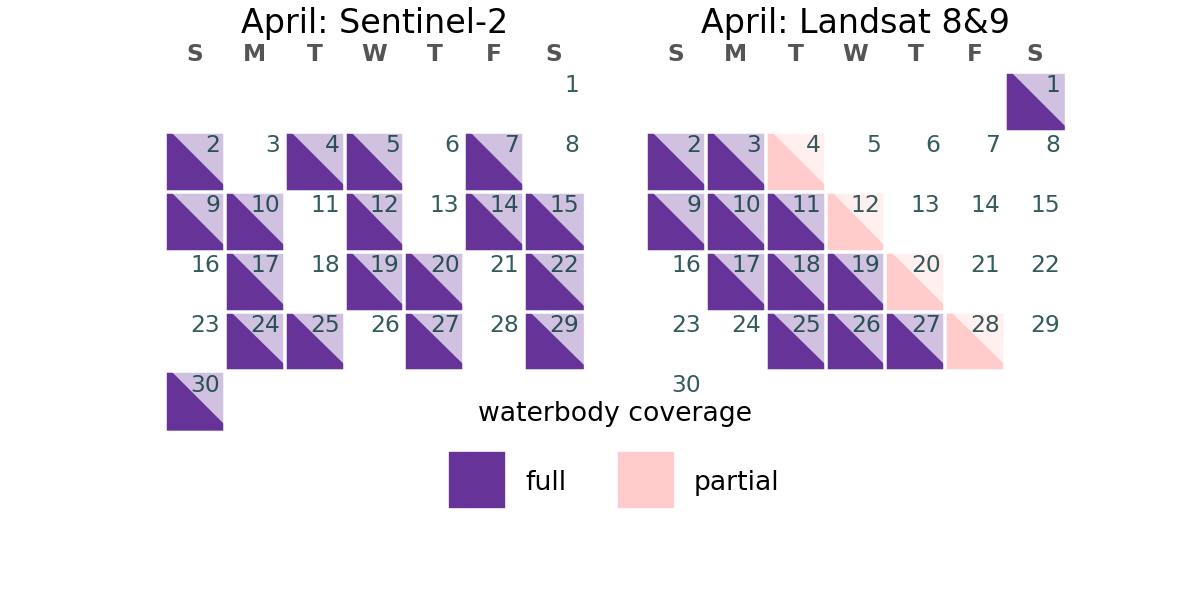 April: Sentinel-2
S M T W T F S
1
2 3 4 5 6 7 8
9 10 11 12 13 14 15
16 17 18 19 20 21 22
23 24 25 26 27 28 29
30
April: Landsat 8&9
S M T W T F S
1
2 3 4 5 6 7 8
9 10 11 12 13 14 15
16 17 18 19 20 21 22
23 24 25 26 27 28 29
30
waterbody coverage
full partial